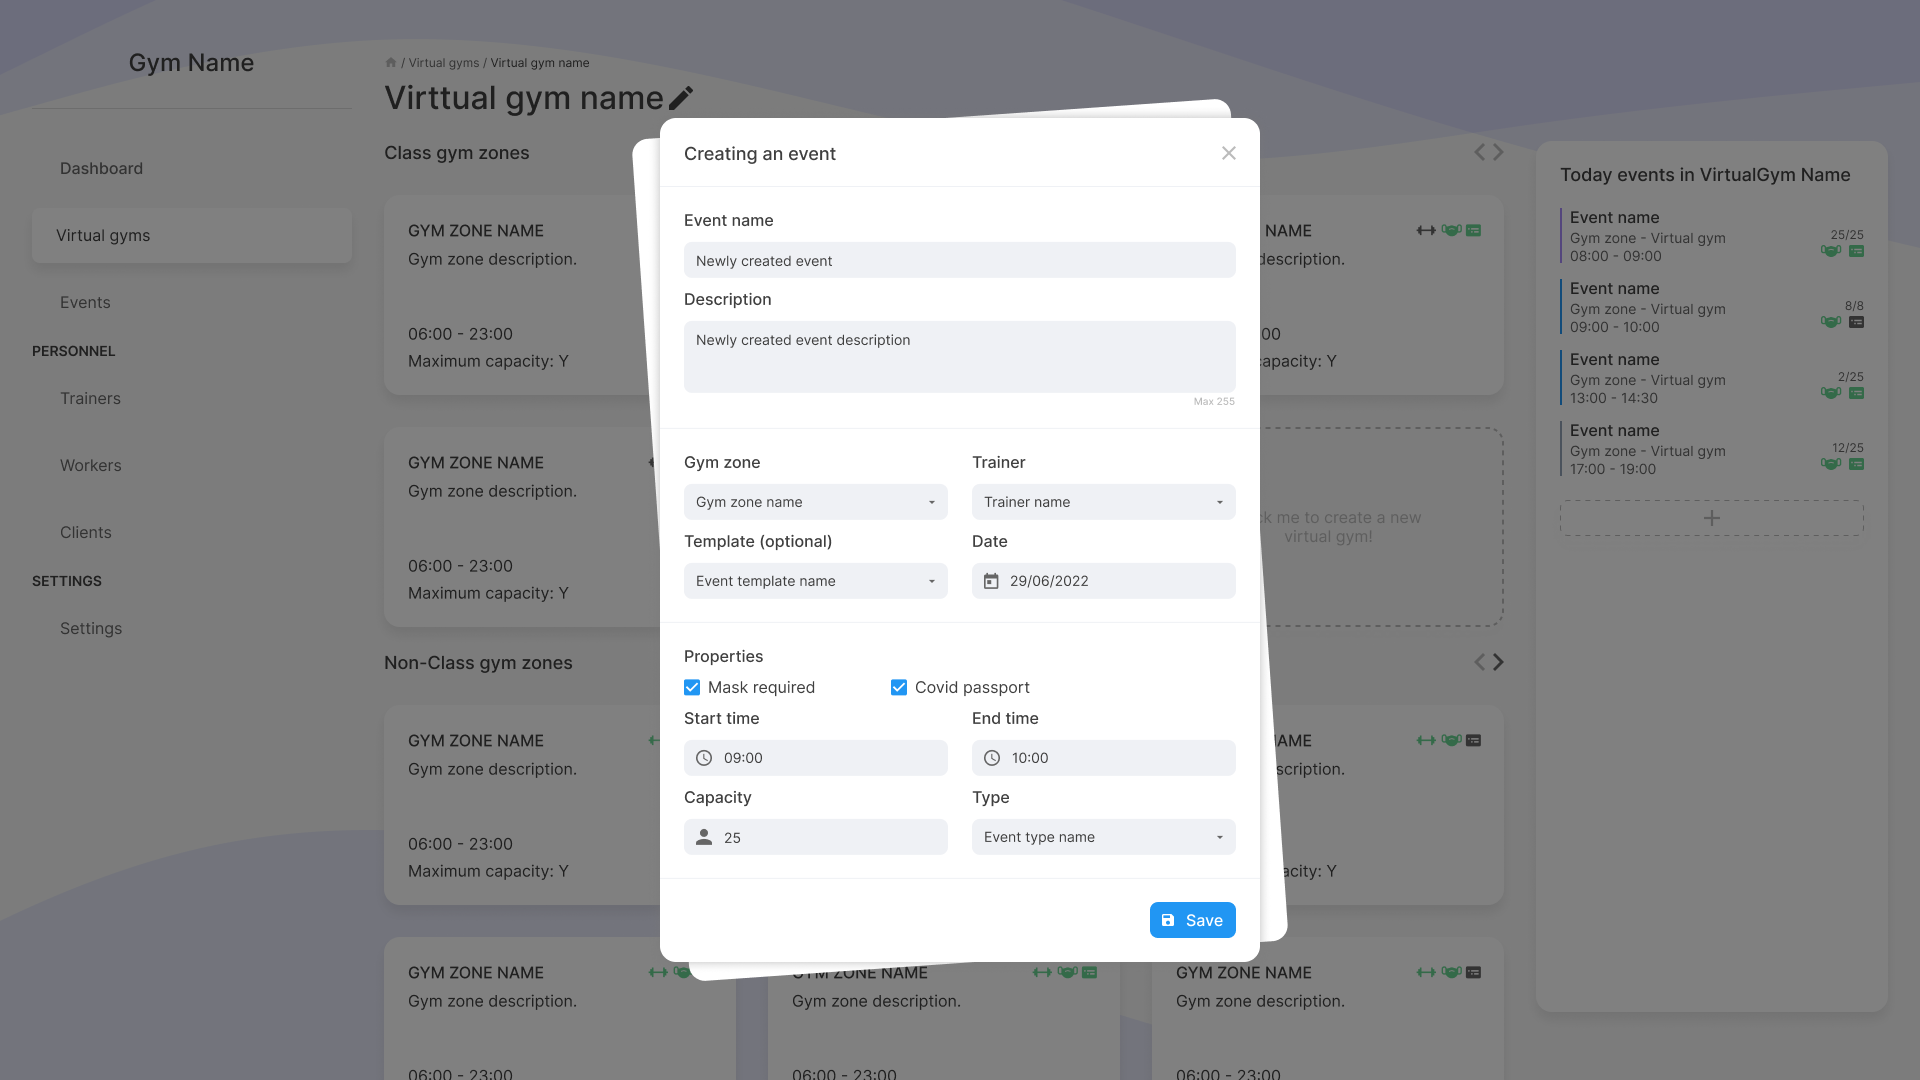 Gym Name
Dashboard
Virtual gyms
Events
PERSONNEL
Trainers
Workers
Clients
SETTINGS
Settings
/ Virtual gyms / Virtual gym name
Virttual gym name
Class gym zones
GYM ZONE NAME
Gym zone description.
06:00 - 23:00
Maximum capacity: Y
NAME
description.
00
capacity: Y
GYM ZONE NAME
Gym zone description.
06:00 - 23:00
Maximum capacity: Y
ck me to create a new
virtual gym!
Non-Class gym zones
GYM ZONE NAME
Gym zone description.
06:00 - 23:00
Maximum capacity: Y
AME
scription.
acity: Y
GYM ZONE NAME
Gym zone description.
06:00 - 23:00
GYM ZONE NAME
Gym zone description.
06:00 - 23:00
GYM ZONE NAME
Gym zone description.
06:00 - 23:00
Creating an event
Event name
Newly created event
Description
Newly created event description
Max 255
Gym zone
Gym zone name
Trainer
Trainer name
Template (optional)
Event template name
Date
29/06/2022
Properties
Mask required
Covid passport
Start time
09:00
End time
10:00
Capacity
25
Type
Event type name
Save
Today events in VirtualGym Name
Event name
Gym zone - Virtual gym
25/25
08:00 - 09:00
Event name
Gym zone - Virtual gym
8/8
09:00 - 10:00
Event name
Gym zone - Virtual gym
2/25
13:00 - 14:30
Event name
Gym zone - Virtual gym
12/25
17:00 - 19:00